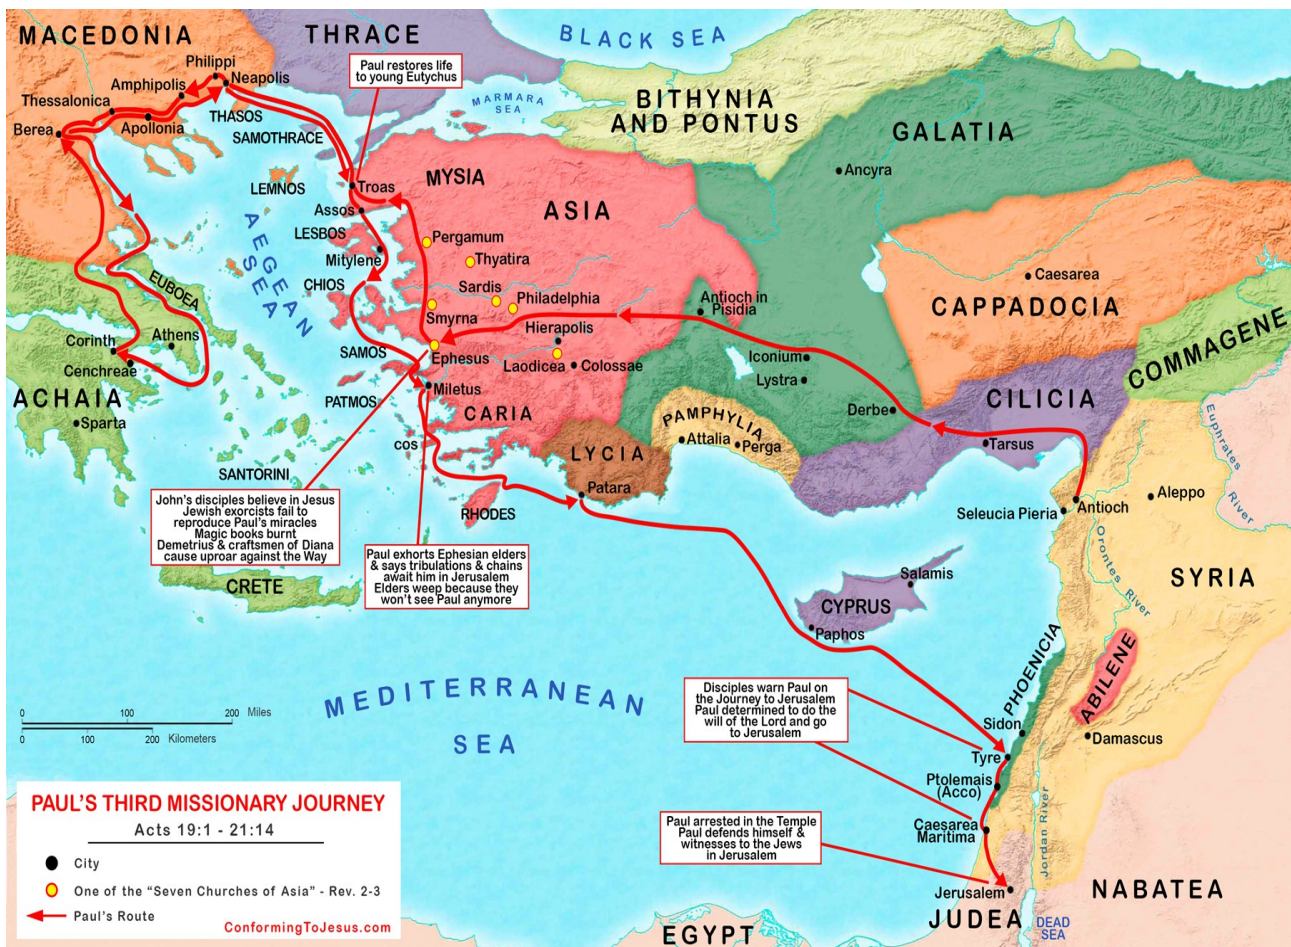 MACEDONIA
THRACE
BLACK SEA
Philippi
Neapolis
Amphipolis
Thessalonica
Apollonia
Berea
THASOS
SAMOTHRACE
Paul restores life
to young Eutychus
MARMARA
SEA
BITHYNIA
AND PONTUS
GALATIA
Ancyra
LEMNOS
Troas
MYSIA
ASIA
Assos
LESBOS
Mitylene
AEGEAN
SEA
Pergamum
Thyatira
Sardis
Philadelphia
CHIOS
Smyrna
Hierapolis
Antioch in
Pisidia
Caesarea
CAPPADOCIA
COMMAGENE
EUBOEA
Athens
Corinth
Cenchreae
SAMOS
Ephesus
Laodicea
Colossae
Iconium
Lystra
ACHAIA
Sparta
PATMOS
Miletus
CARIA
PAMPHYLIA
Derbe
CILICIA
Tarsus
Euphrates
River
cos
LYCIA
Attalia
Perga
SANTORINI
Patara
RHODES
Seleucia Pieria
Antioch
Aleppo
Orontes
River
SYRIA
John's disciples believe in Jesus
Jewish exorcists fail to
reproduce Paul's miracles
Magic books burnt
Demetrius & craftsmen of Diana
cause uproar against the Way
Paul exhorts Ephesian elders
& says tribulations & chains
await him in Jerusalem
Elders weep because they
won't see Paul anymore
CRETE
Salamis
CYPRUS
Paphos
MEDITERRANEAN
SEA
PHOENICIA
ABILENE
Disciples warn Paul on
the Journey to Jerusalem
Paul determined to do the
will of the Lord and go
to Jerusalem
Sidon
Damascus
Tyre
Ptolemais
(Acco)
Caesarea
Maritima
Jordan River
Paul arrested in the Temple
Paul defends himself &
witnesses to the Jews
in Jerusalem
Jerusalem
JUDEA
DEAD
SEA
NABATEA
EGYPT
0 100 200 Miles
0 100 200 Kilometers
PAUL'S THIRD MISSIONARY JOURNEY
Acts 19:1 - 21:14
City
One of the "Seven Churches of Asia" - Rev. 2-3
Paul's Route
ConformingToJesus.com